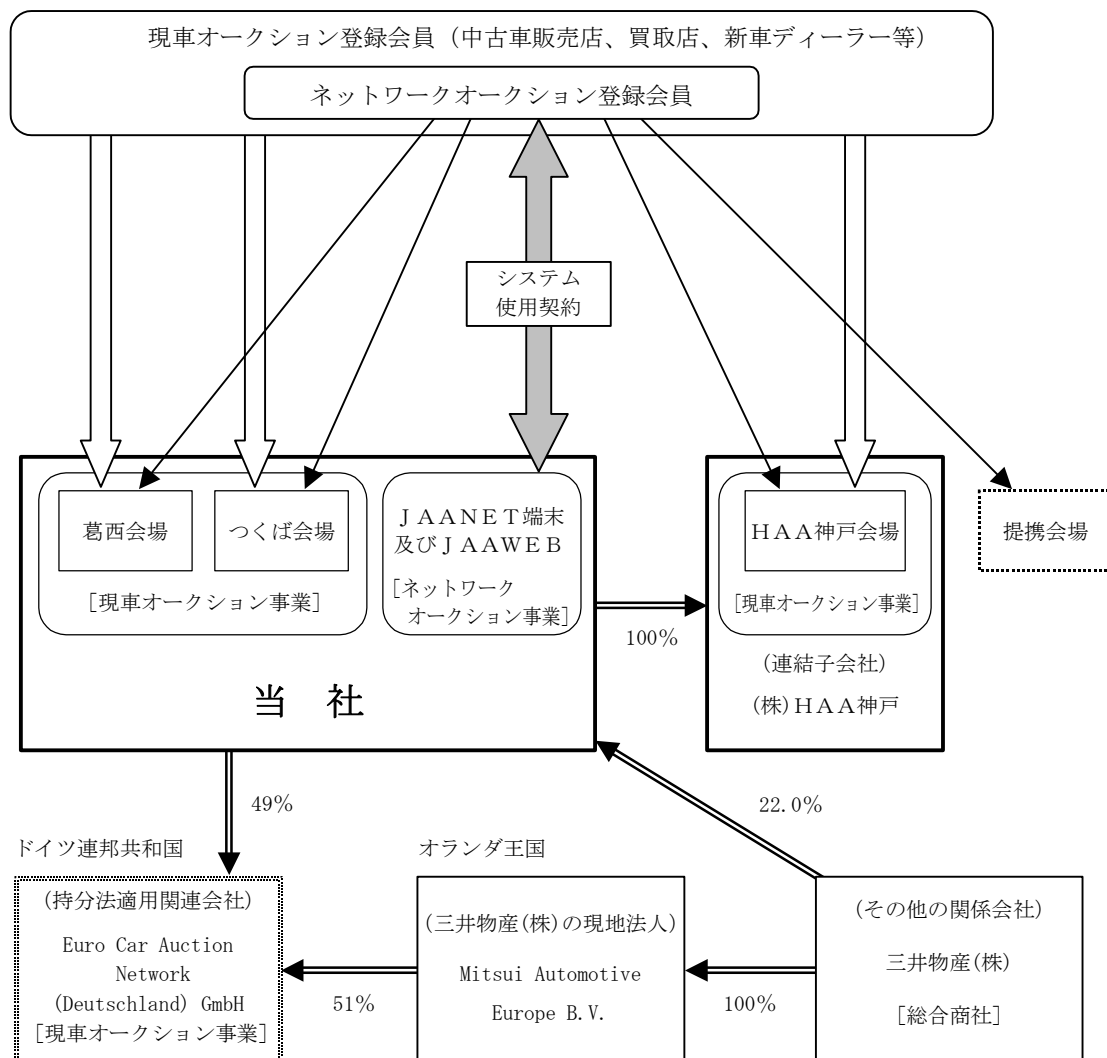 現車オークション登録会員（中古車販売店、買取店、新車ディーラー等）
ネットワークオークション登録会員
システム
使用契約
葛西会場
つくば会場
[現車オークション事業]
ＪＡＡＮＥＴ端末
及びＪＡＡＷＥＢ
[ネットワーク
オークション事業]
100%
ＨＡＡ神戸会場
[現車オークション事業]
(連結子会社)
(株)ＨＡＡ神戸
提携会場
当 社
49%
22.0%
ドイツ連邦共和国
(持分法適用関連会社)
Euro Car Auction
Network
(Deutschland) GmbH
[現車オークション事業]
51%
オランダ王国
(三井物産(株)の現地法人)
Mitsui Automotive
Europe B.V.
100%
(その他の関係会社)
三井物産(株)
[総合商社]